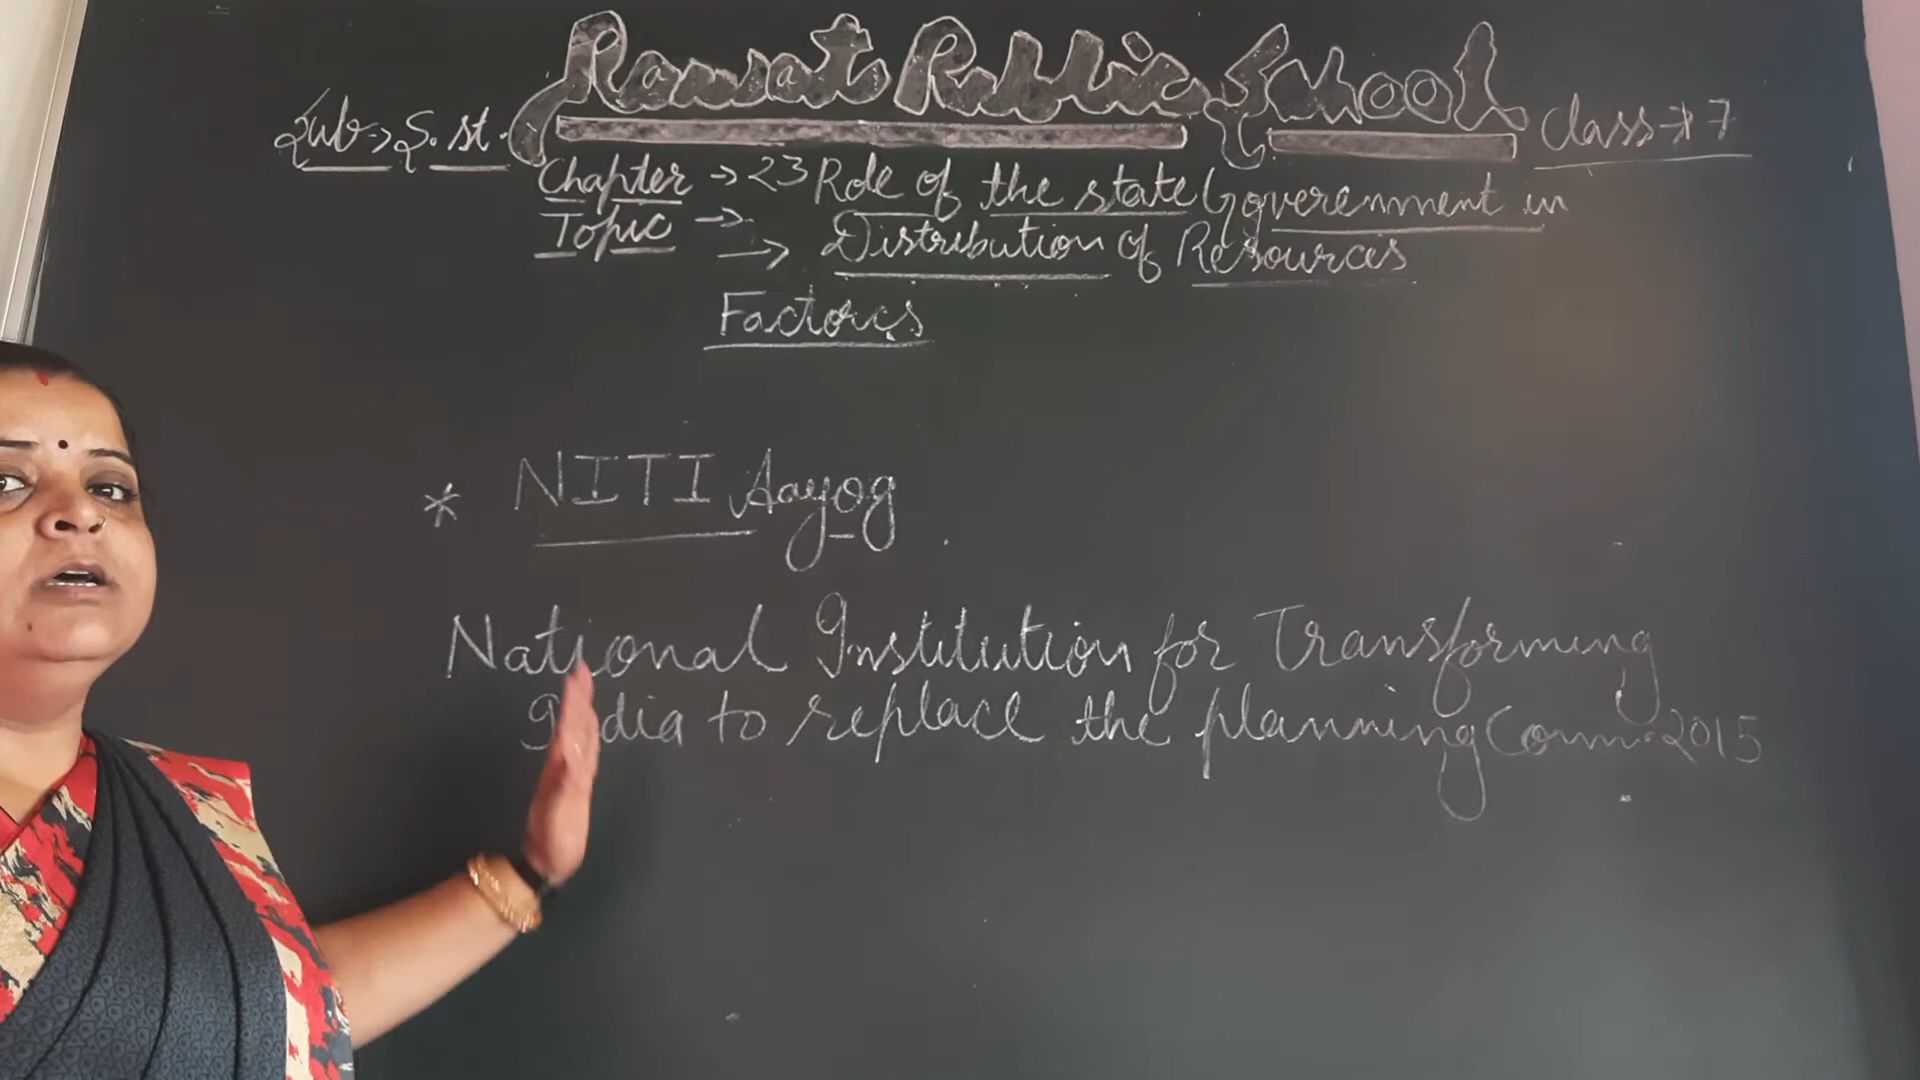 Rawat Public School
Sub → S.st.
Class → 7
Chapter → 23 Role of the state Government in
Topic → → Distribution of Resources
Factors
* NITI Aayog
National Institution for Transforming
India to replace the planning Comm. 2015